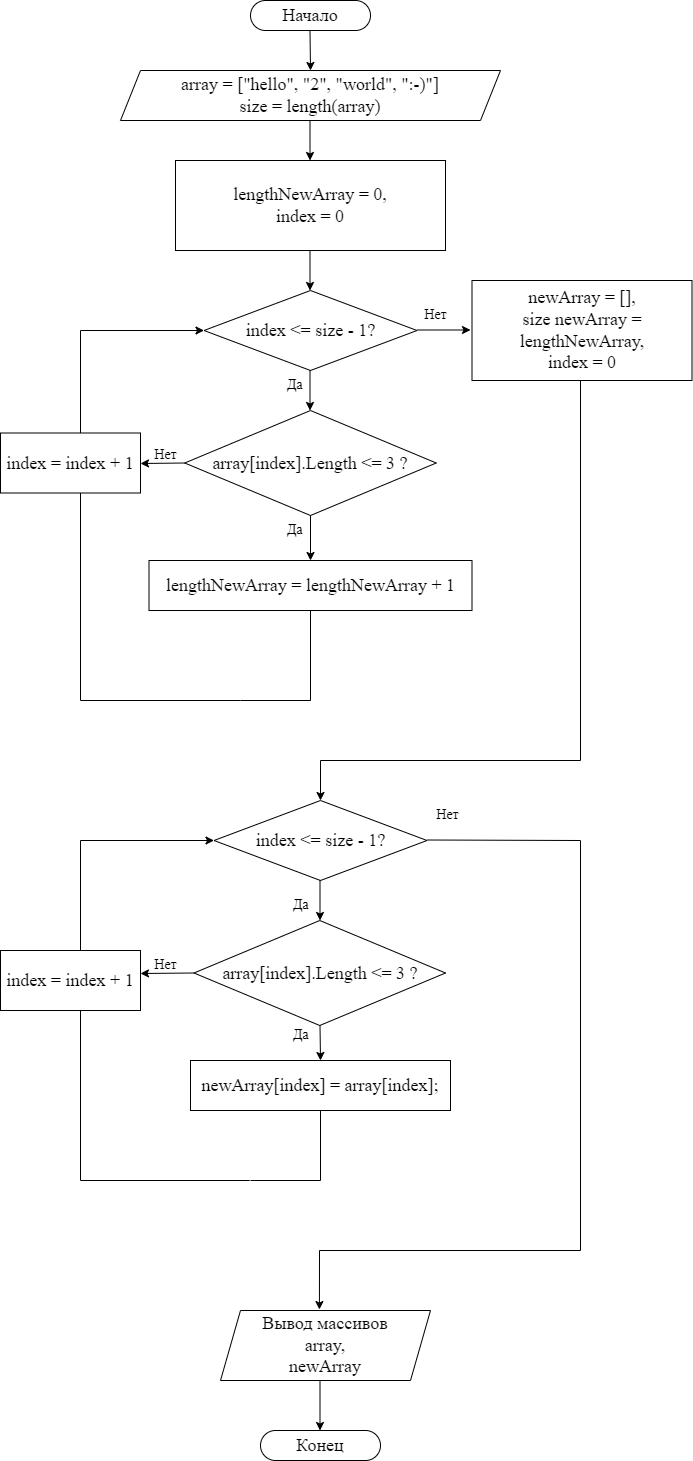 Начало
array = ["hello", "2", "world", ":-)"]
size = length(array)
lengthNewArray = 0,
index = 0
index <= size - 1?
Нет
newArray = [],
size newArray =
lengthNewArray,
index = 0
Да
index = index + 1
Нет
array[index].Length <= 3 ?
Да
lengthNewArray = lengthNewArray + 1
index <= size - 1?
Нет
Да
index = index + 1
Нет
array[index].Length <= 3 ?
Да
newArray[index] = array[index];
Вывод массивов
array,
newArray
Конец